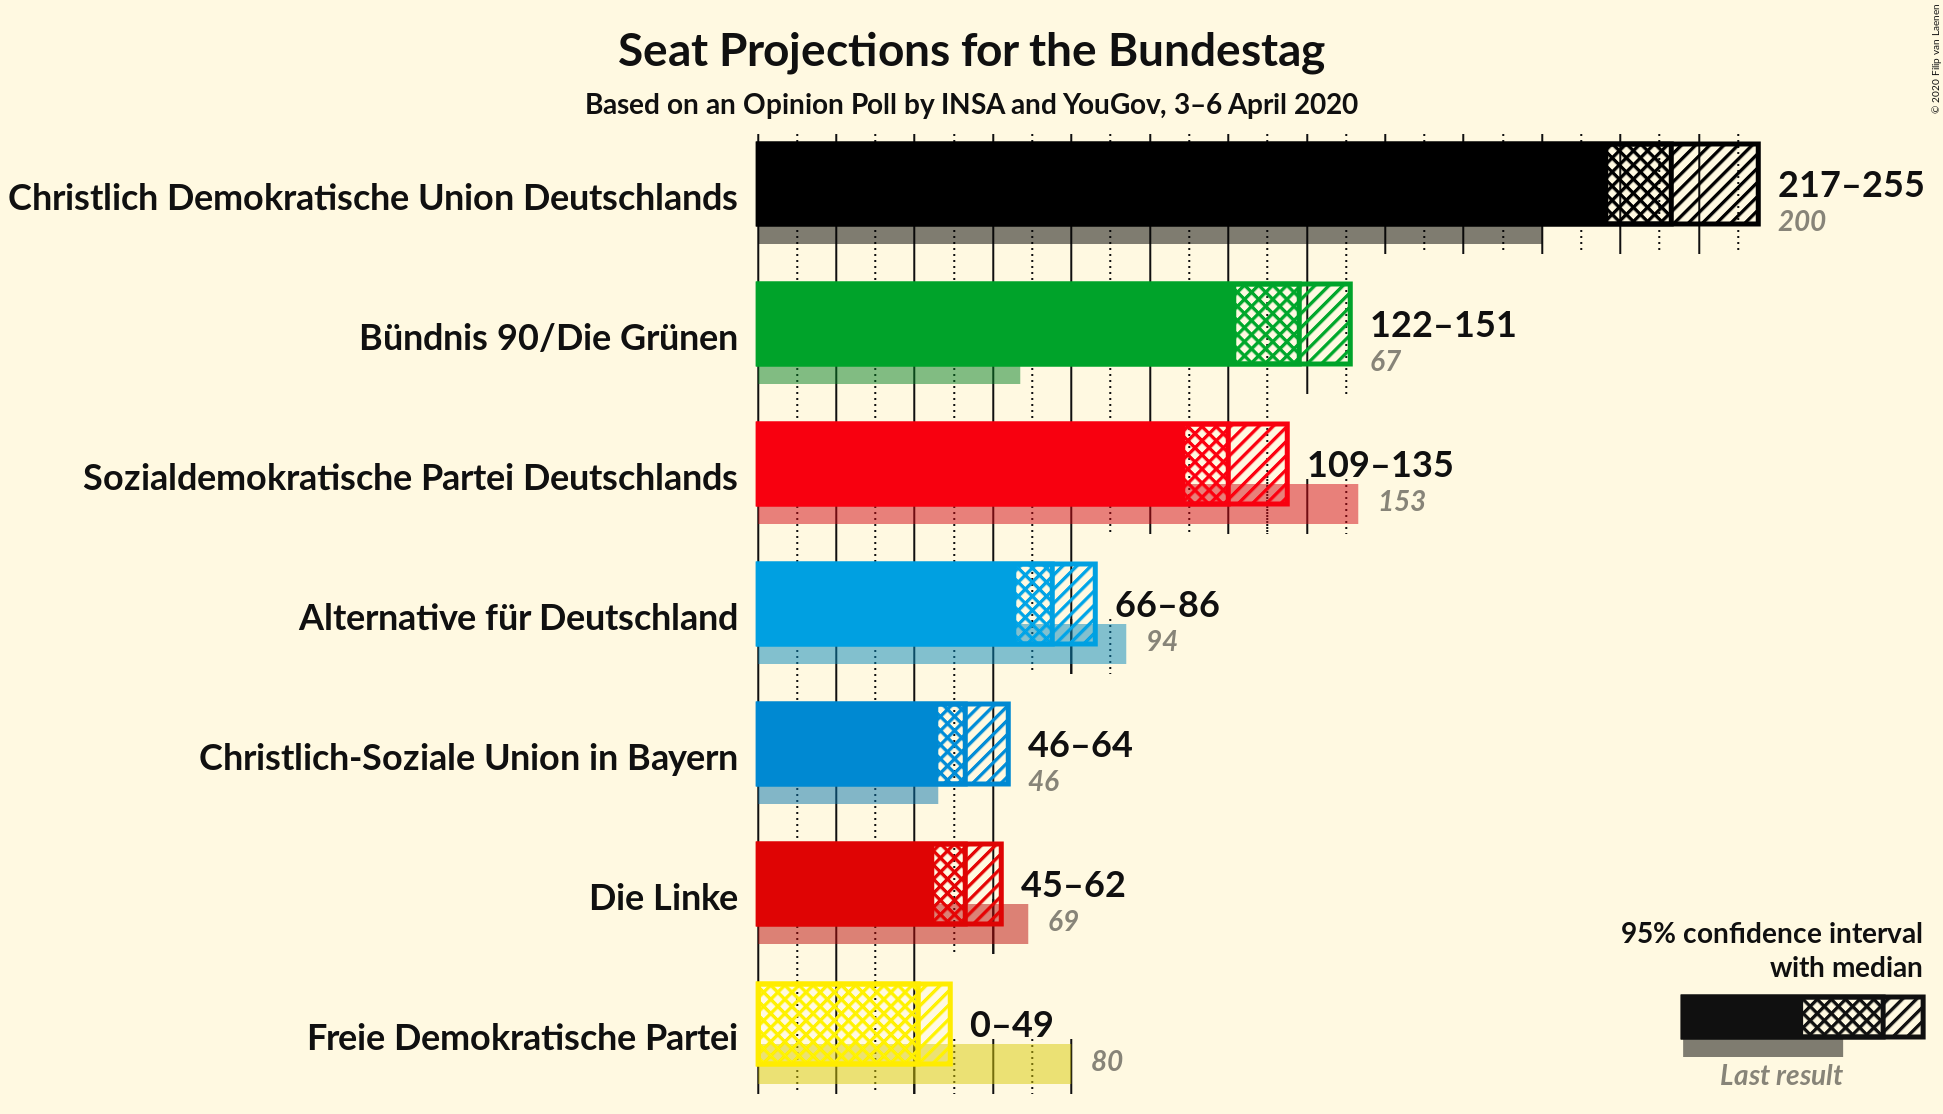 Seat Projections for the Bundestag
Based on an Opinion Poll by INSA and YouGov, 3–6 April 2020
© 2020 Filip van Laenen
Christlich Demokratische Union Deutschlands
217–255
200
Bündnis 90/Die Grünen
122–151
67
Sozialdemokratische Partei Deutschlands
109–135
153
Alternative für Deutschland
66–86
94
Christlich-Soziale Union in Bayern
46–64
46
Die Linke
45–62
69
Freie Demokratische Partei
0–49
80
95% confidence interval
with median
Last result